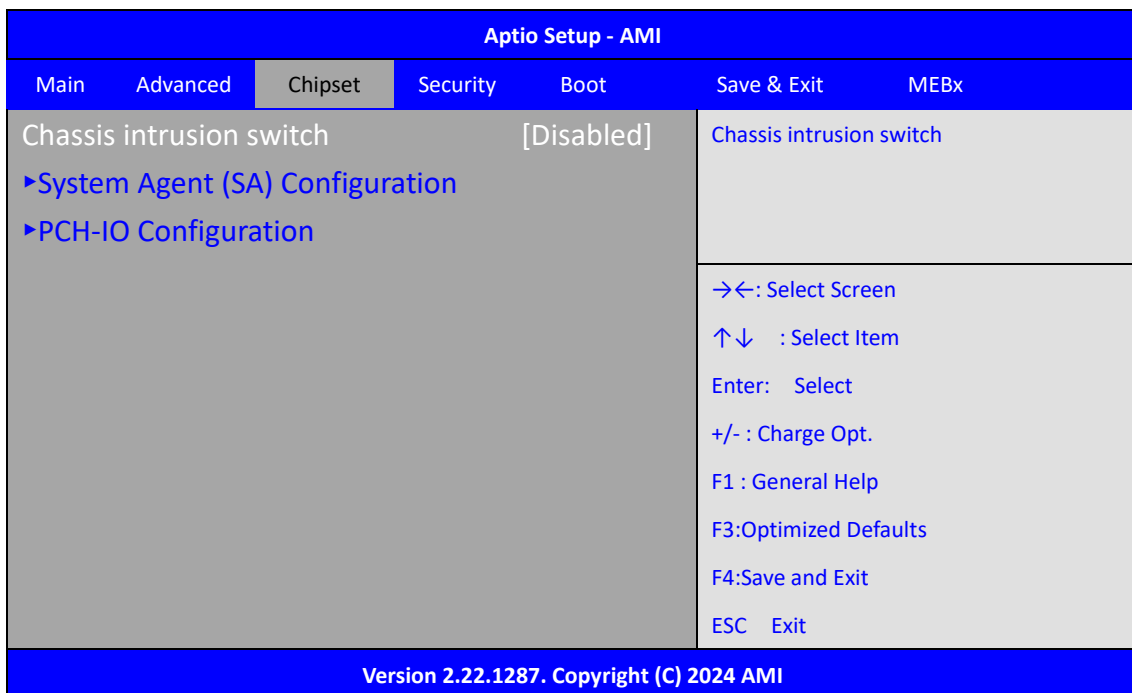 Aptio Setup - AMI
Main Advanced Chipset Security Boot Save & Exit MEBx
Chassis intrusion switch [Disabled]
▸System Agent (SA) Configuration
▸PCH-IO Configuration
Chassis intrusion switch
→←: Select Screen
↑↓ : Select Item
Enter: Select
+/- : Charge Opt.
F1 : General Help
F3:Optimized Defaults
F4:Save and Exit
ESC Exit
Version 2.22.1287. Copyright (C) 2024 AMI